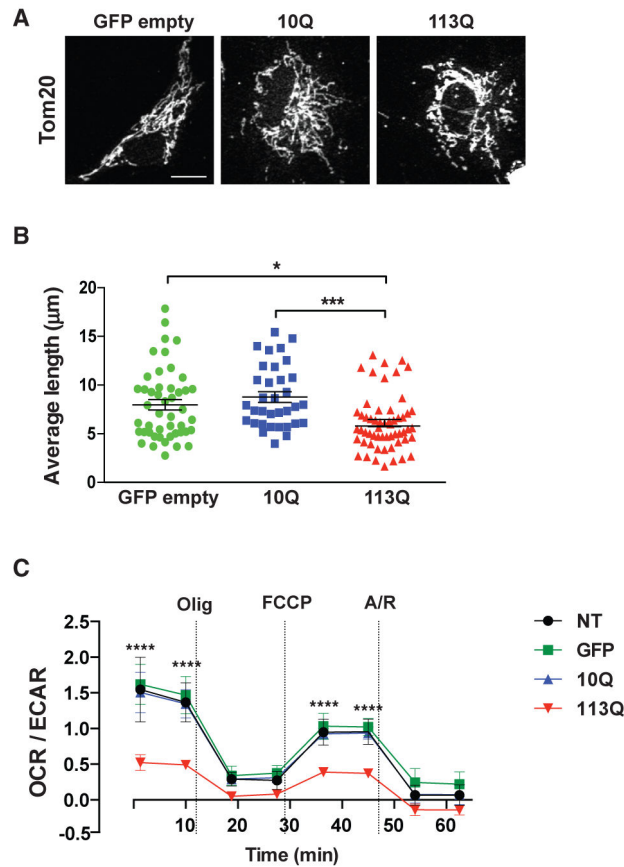 A
GFP empty 10Q 113Q
Tom20
B
Average length (µm)
20
15
10
5
0
*
***
GFP empty 10Q 113Q
C
Olig FCCP A/R
OCR / ECAR
2.5
2.0
1.5
1.0
0.5
0.0
-0.5
**** **** **** ****
10 20 30 40 50 60
Time (min)
NT
GFP
10Q
113Q